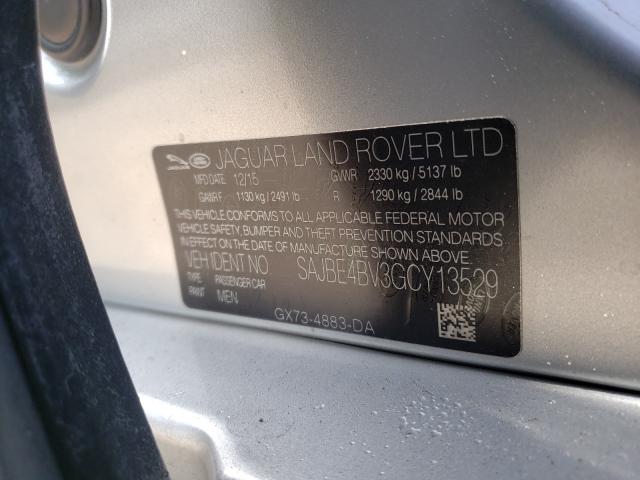 JAGUAR LAND ROVER LTD
MFD DATE 12/15 GVWR 2330 kg / 5137 lb
GAWR F 1130 kg / 2491 lb R 1290 kg / 2844 lb
THIS VEHICLE CONFORMS TO ALL APPLICABLE FEDERAL MOTOR
VEHICLE SAFETY, BUMPER AND THEFT PREVENTION STANDARDS
IN EFFECT ON THE DATE OF MANUFACTURE SHOWN ABOVE.
VEH IDENT NO SAJBE4BV3GCY13529
TYPE PASSENGER CAR
PAINT MEN
GX73-4883-DA